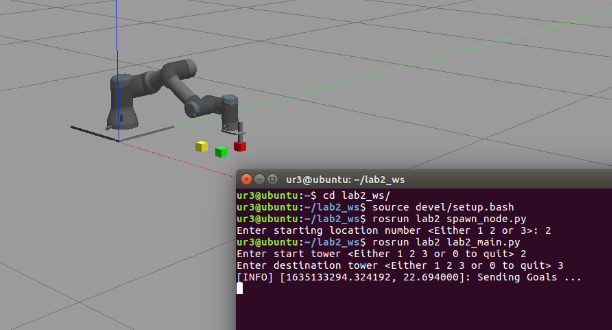 ur3@ubuntu: ~/lab2_ws
ur3@ubuntu:~$ cd lab2_ws/
ur3@ubuntu:~/lab2_ws$ source devel/setup.bash
ur3@ubuntu:~/lab2_ws$ rosrun lab2 spawn_node.py
Enter starting location number <Either 1 2 or 3>: 2
ur3@ubuntu:~/lab2_ws$ rosrun lab2 lab2_main.py
Enter start tower <Either 1 2 3 or 0 to quit> 2
Enter destination tower <Either 1 2 3 or 0 to quit> 3
[INFO] [1635133294.324192, 22.694000]: Sending Goals ...